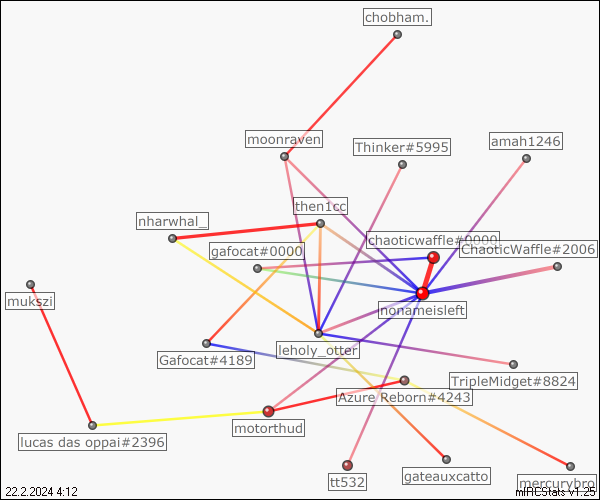 chobham.
moonraven
Thinker#5995
amah1246
then1cc
nharwhal_
chaoticwaffle#0000
gafocat#0000
ChaoticWaffle#2006
mukszi
nonameisleft
leholy_otter
Gafocat#4189
TripleMidget#8824
Azure Reborn#4243
motorthud
lucas das oppai#2396
gateauxcatto
tt532
mercurybro
22.2.2024 4:12
mIRCStats v1.25